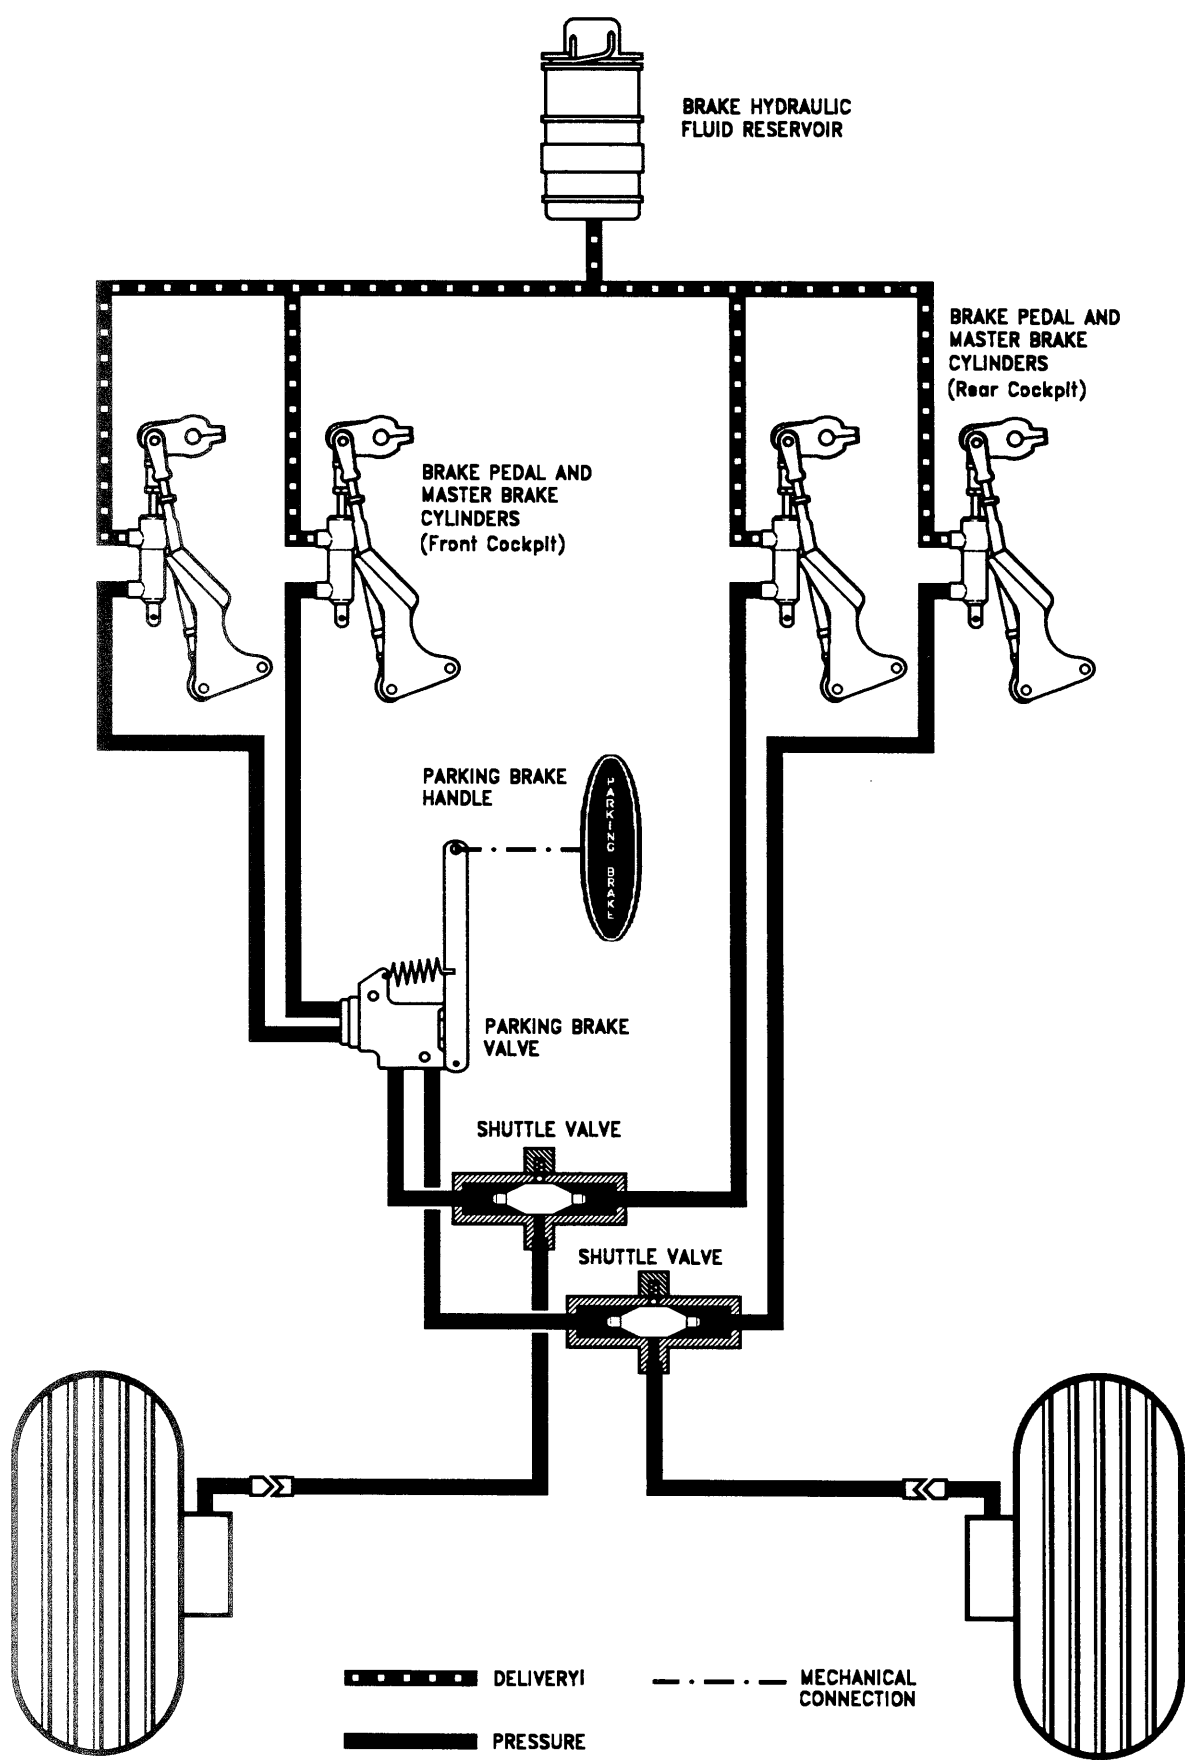 BRAKE HYDRAULIC
FLUID RESERVOIR
BRAKE PEDAL AND
MASTER BRAKE
CYLINDERS
(Rear Cockpit)
BRAKE PEDAL AND
MASTER BRAKE
CYLINDERS
(Front Cockpit)
PARKING BRAKE
HANDLE
PARKING BRAKE
PARKING BRAKE
VALVE
SHUTTLE VALVE
SHUTTLE VALVE
DELIVERY
MECHANICAL
CONNECTION
PRESSURE